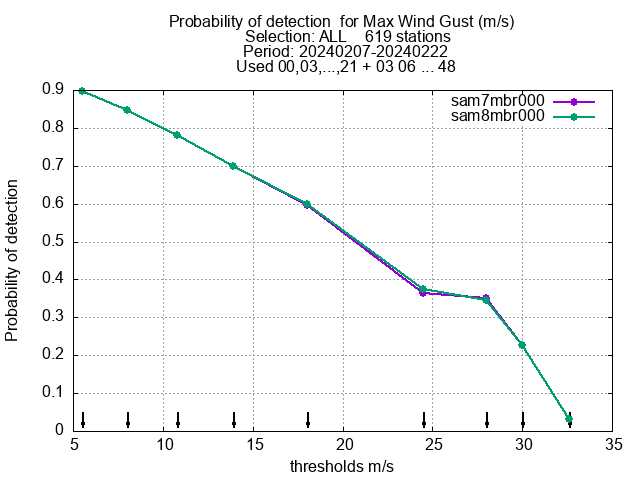 Probability of detection  for Max Wind Gust (m/s)
Selection: ALL    619 stations
Period: 20240207-20240222
Used 00,03,...,21 + 03 06 ... 48
sam7mbr000
sam8mbr000
0.9
0.8
0.7
0.6
0.5
0.4
0.3
0.2
0.1
0
Probability of detection
5
10
15
20
25
30
35
thresholds m/s